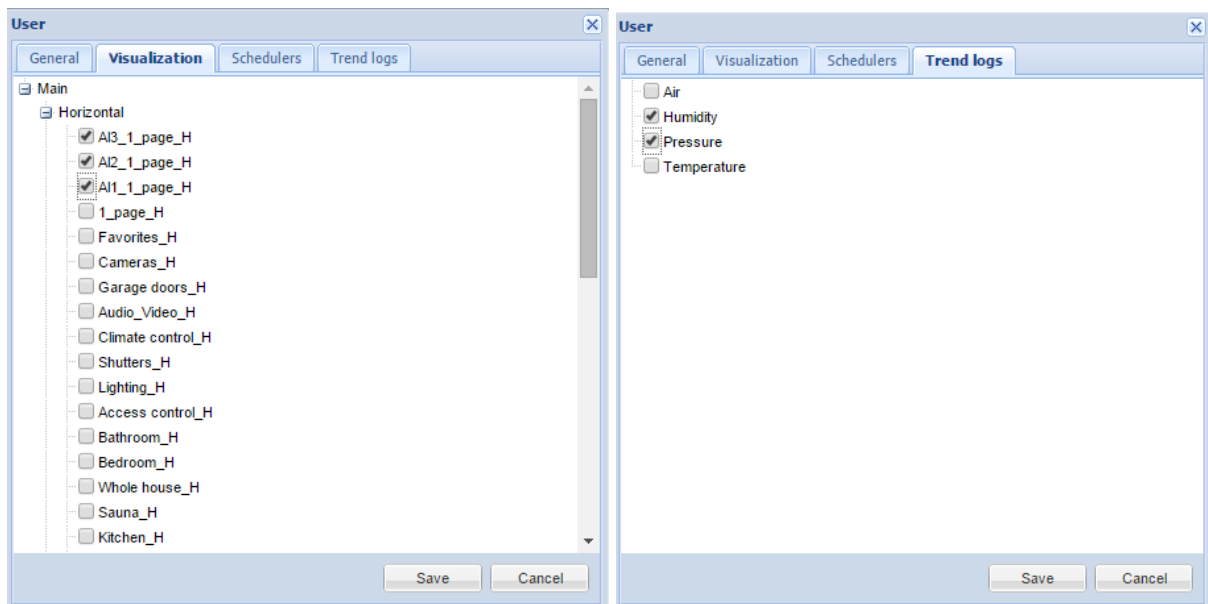 User
General Visualization Schedulers Trend logs
Main
Horizontal
AI3_1_page_H
AI2_1_page_H
AI1_1_page_H
1_page_H
Favorites_H
Cameras_H
Garage doors_H
Audio_Video_H
Climate control_H
Shutters_H
Lighting_H
Access control_H
Bathroom_H
Bedroom_H
Whole house_H
Sauna_H
Kitchen_H
Save Cancel
User
General Visualization Schedulers Trend logs
Air
Humidity
Pressure
Temperature
Save Cancel